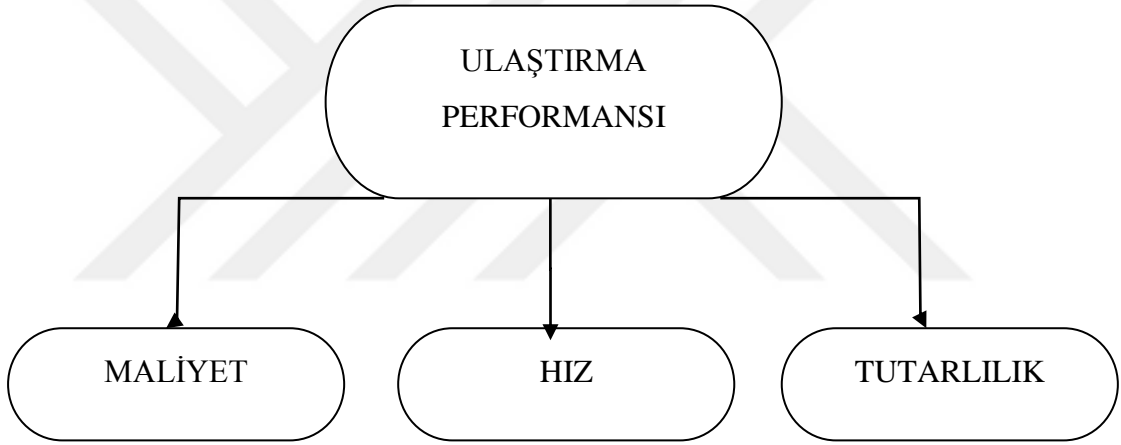 ULAŞTIRMA
PERFORMANSI
MALİYET
HIZ
TUTARLILIK